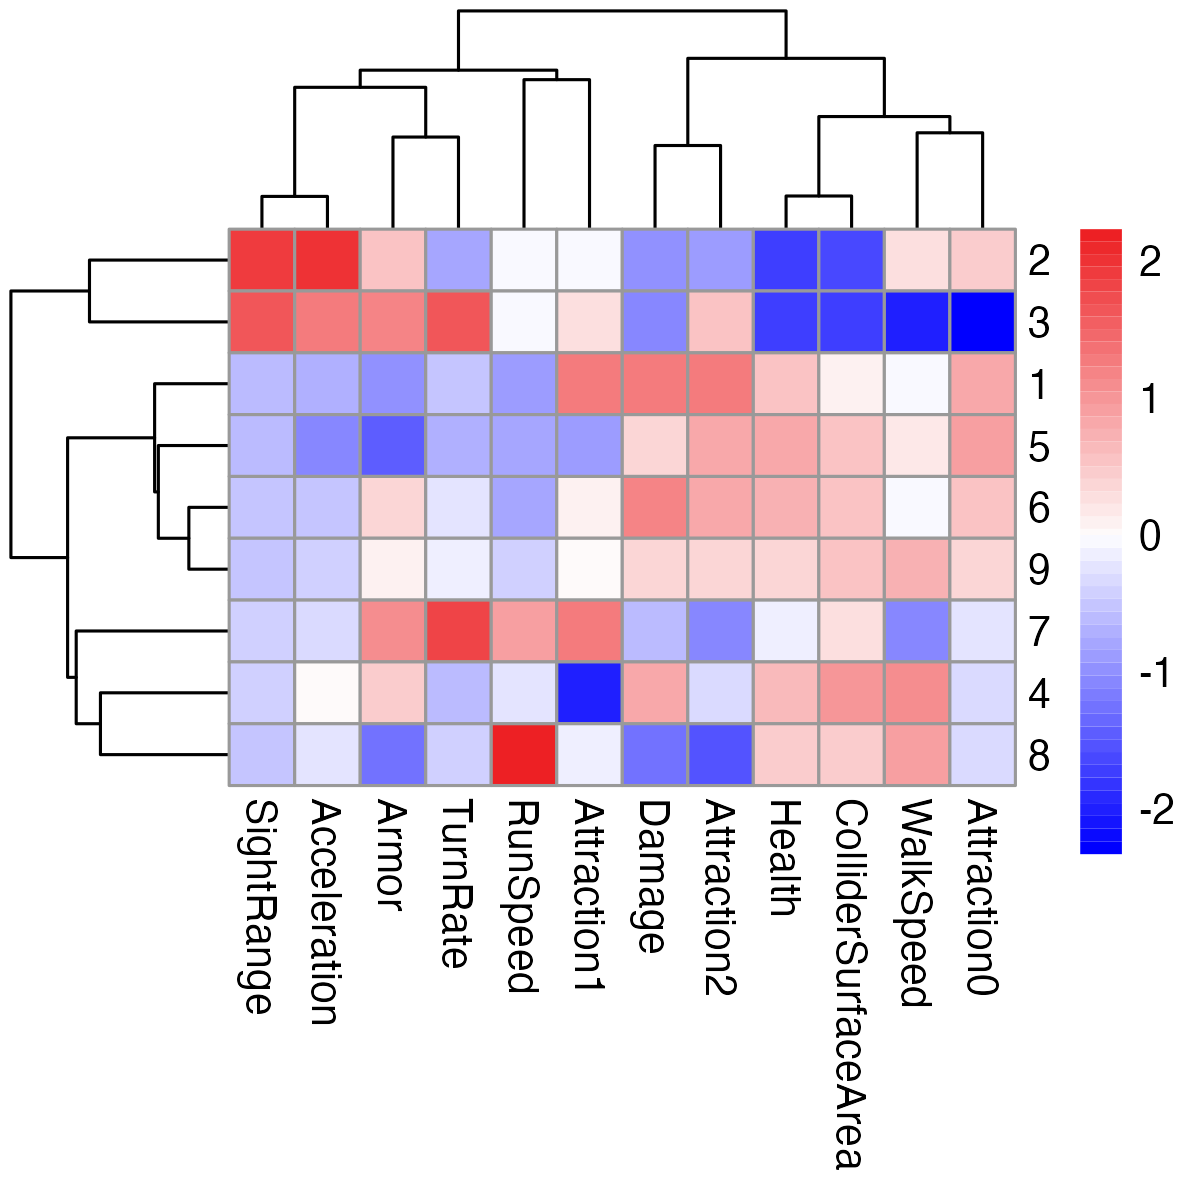 2
3
1
5
6
9
7
4
8
2
1
0
-1
-2
SightRange
Acceleration
Armor
TurnRate
RunSpeed
Attraction1
Damage
Attraction2
Health
ColliderSurfaceArea
WalkSpeed
Attraction0